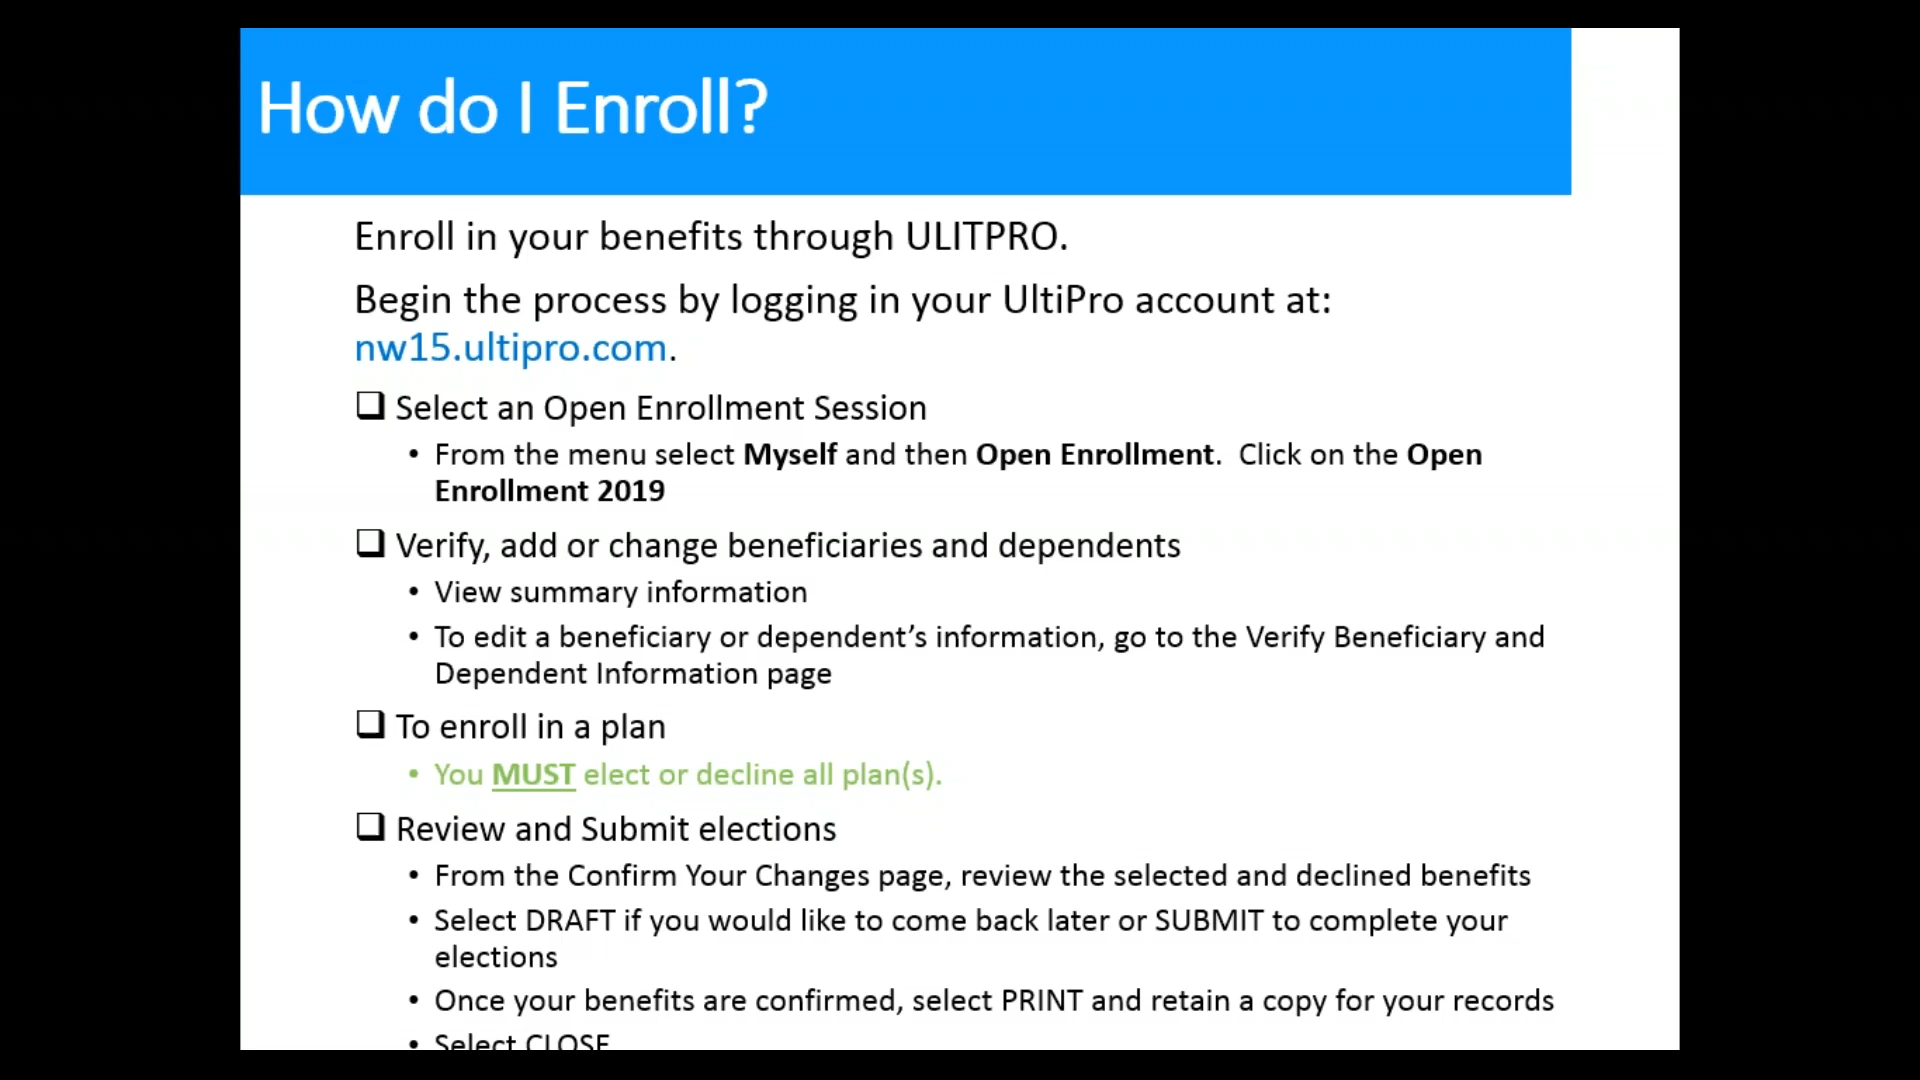 How do I Enroll?
Enroll in your benefits through ULITPRO.
Begin the process by logging in your UltiPro account at:
nw15.ultipro.com.
❑ Select an Open Enrollment Session
• From the menu select Myself and then Open Enrollment.  Click on the Open
Enrollment 2019
❑ Verify, add or change beneficiaries and dependents
• View summary information
• To edit a beneficiary or dependent’s information, go to the Verify Beneficiary and
Dependent Information page
❑ To enroll in a plan
• You MUST elect or decline all plan(s).
❑ Review and Submit elections
• From the Confirm Your Changes page, review the selected and declined benefits
• Select DRAFT if you would like to come back later or SUBMIT to complete your
elections
• Once your benefits are confirmed, select PRINT and retain a copy for your records
• Select CLOSE